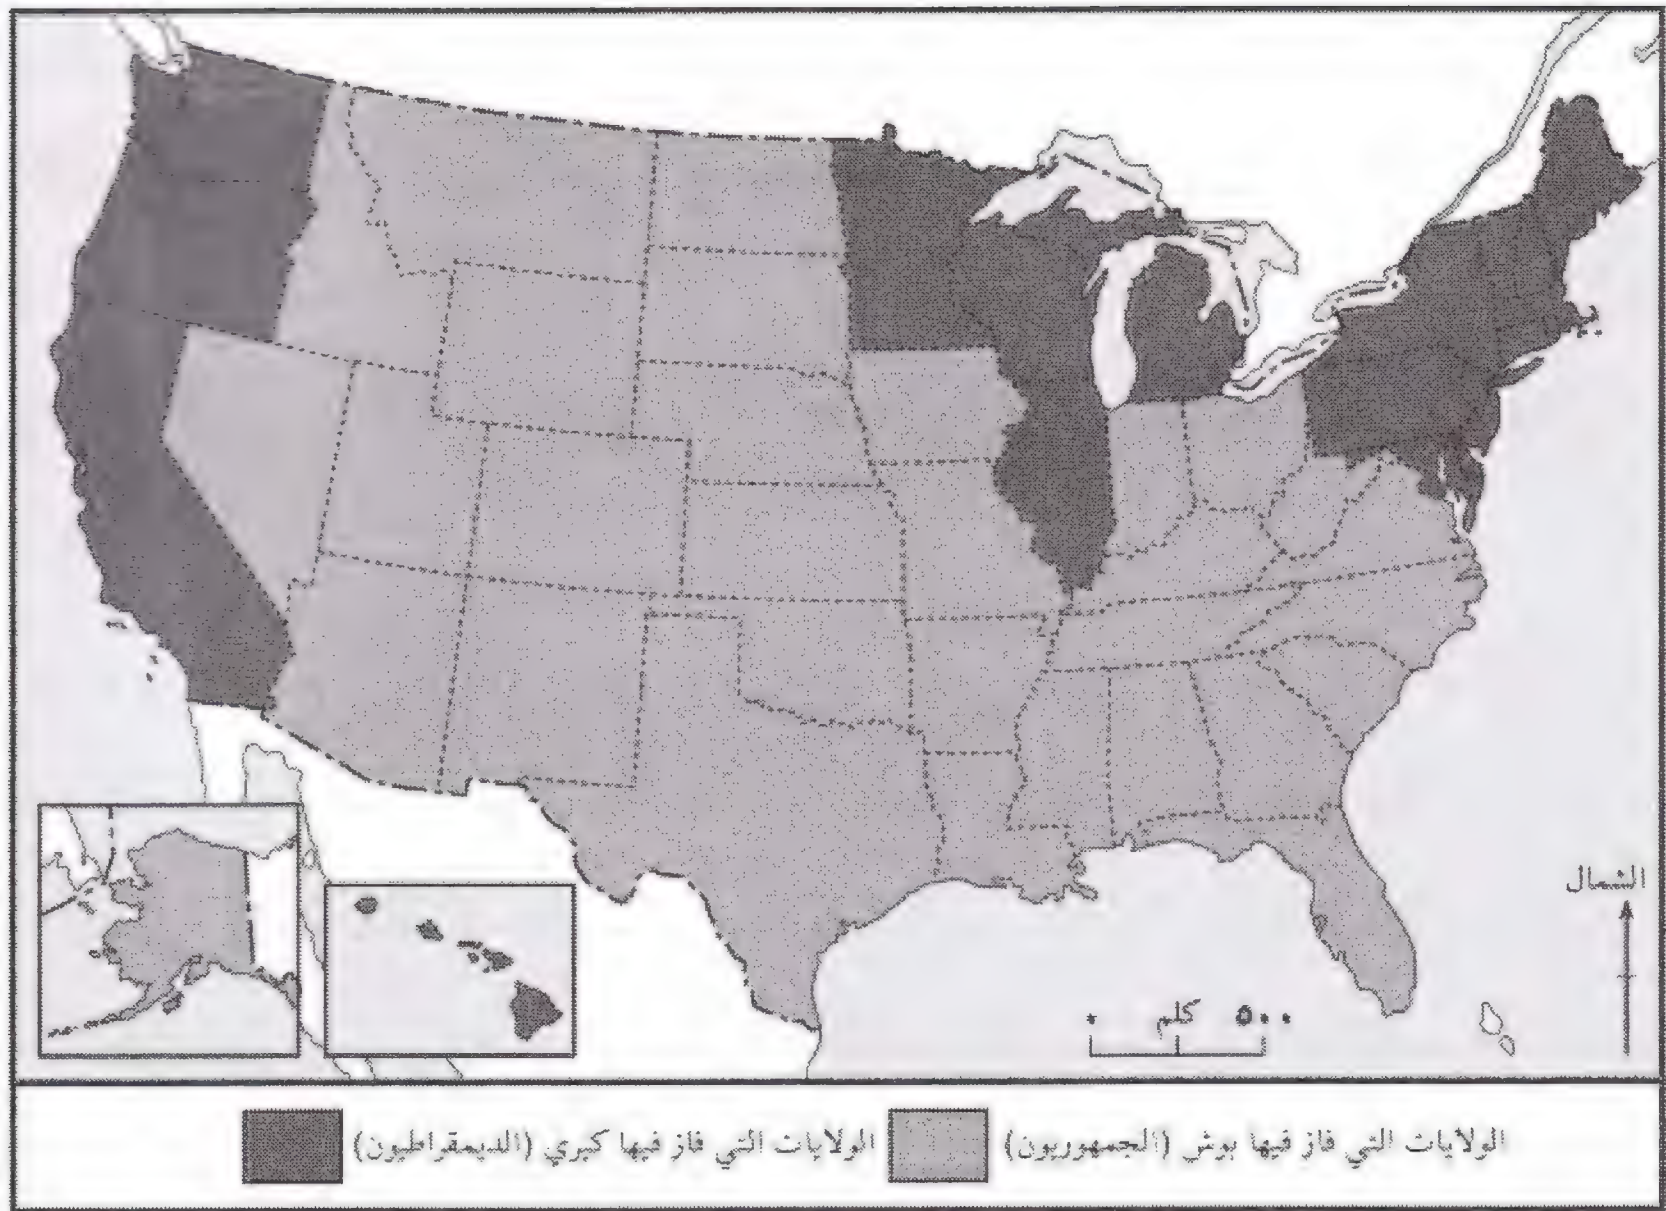 الشمال
٠ كلم ٥٠٠
الولايات التي فاز فيها بوش (الجمهوريون)
الولايات التي فاز فيها كيري (الديمقراطيون)